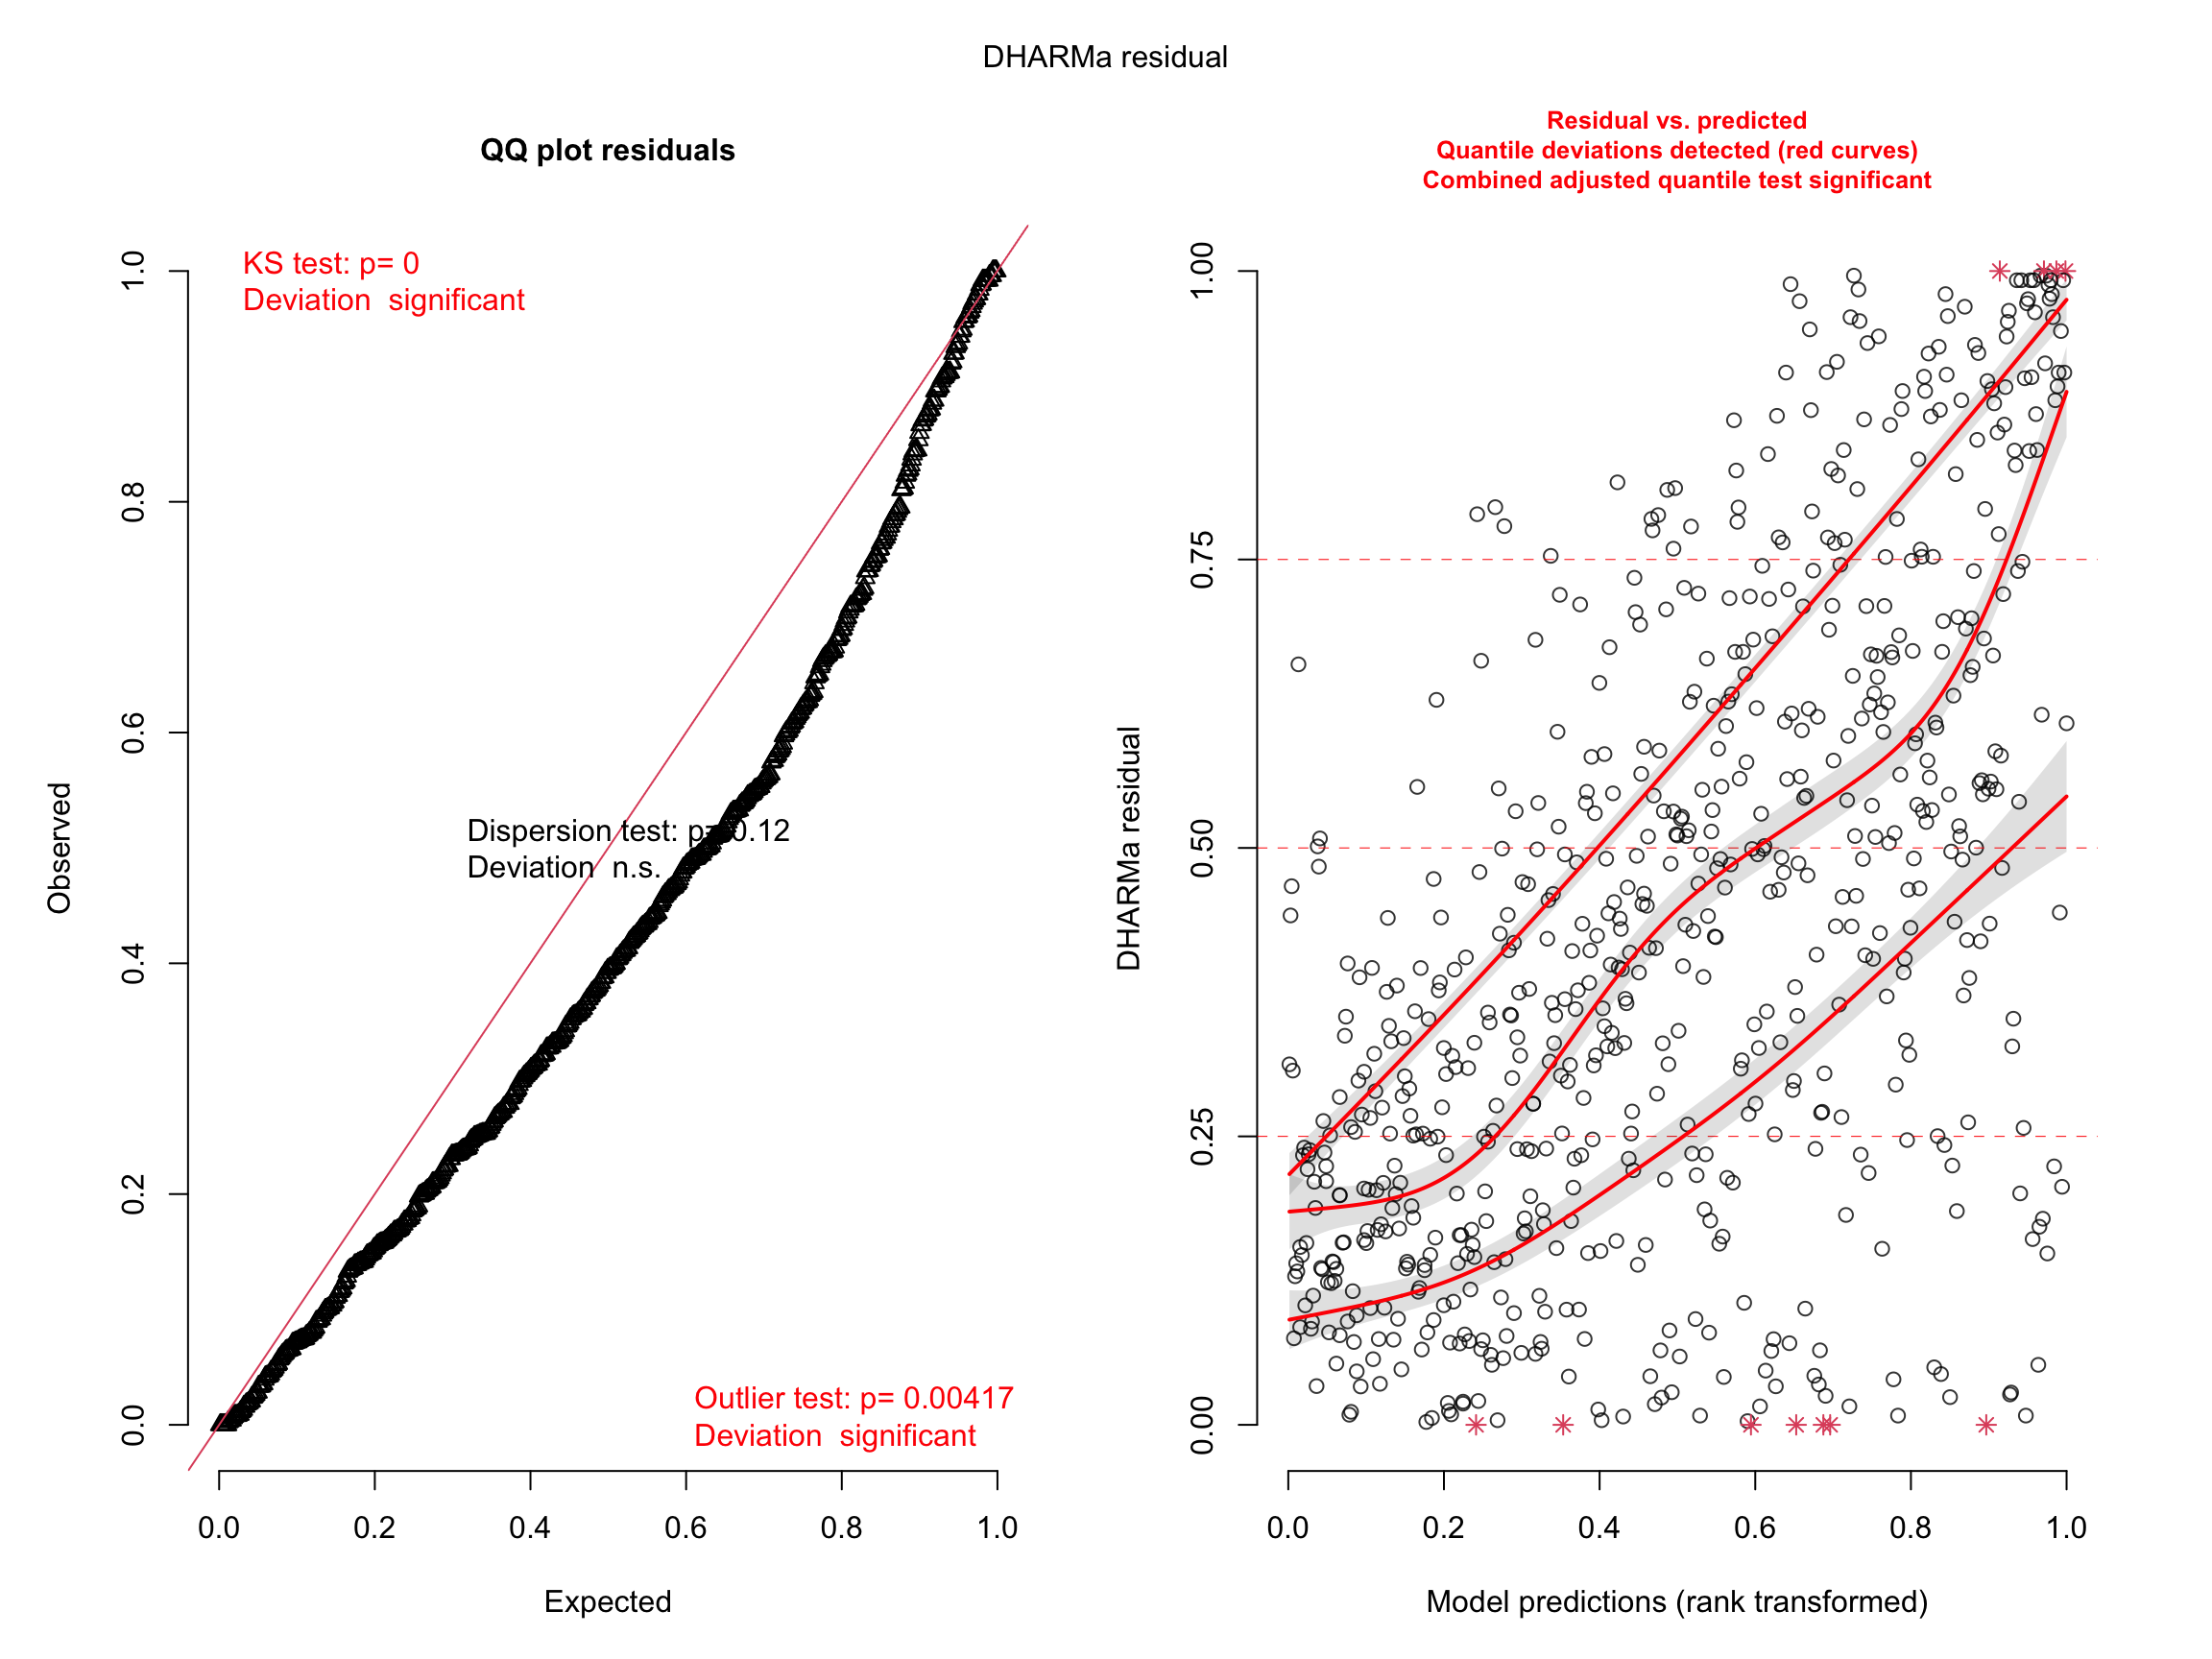 DHARMa residual
QQ plot residuals
KS test: p= 0
Deviation  significant
Dispersion test: p= 0.12
Deviation  n.s.
Outlier test: p= 0.00417
Deviation  significant
Observed
0.0
0.2
0.4
0.6
0.8
1.0
0.0 0.2 0.4 0.6 0.8 1.0
Expected
Residual vs. predicted
Quantile deviations detected (red curves)
Combined adjusted quantile test significant
DHARMa residual
0.00
0.25
0.50
0.75
1.00
0.0 0.2 0.4 0.6 0.8 1.0
Model predictions (rank transformed)